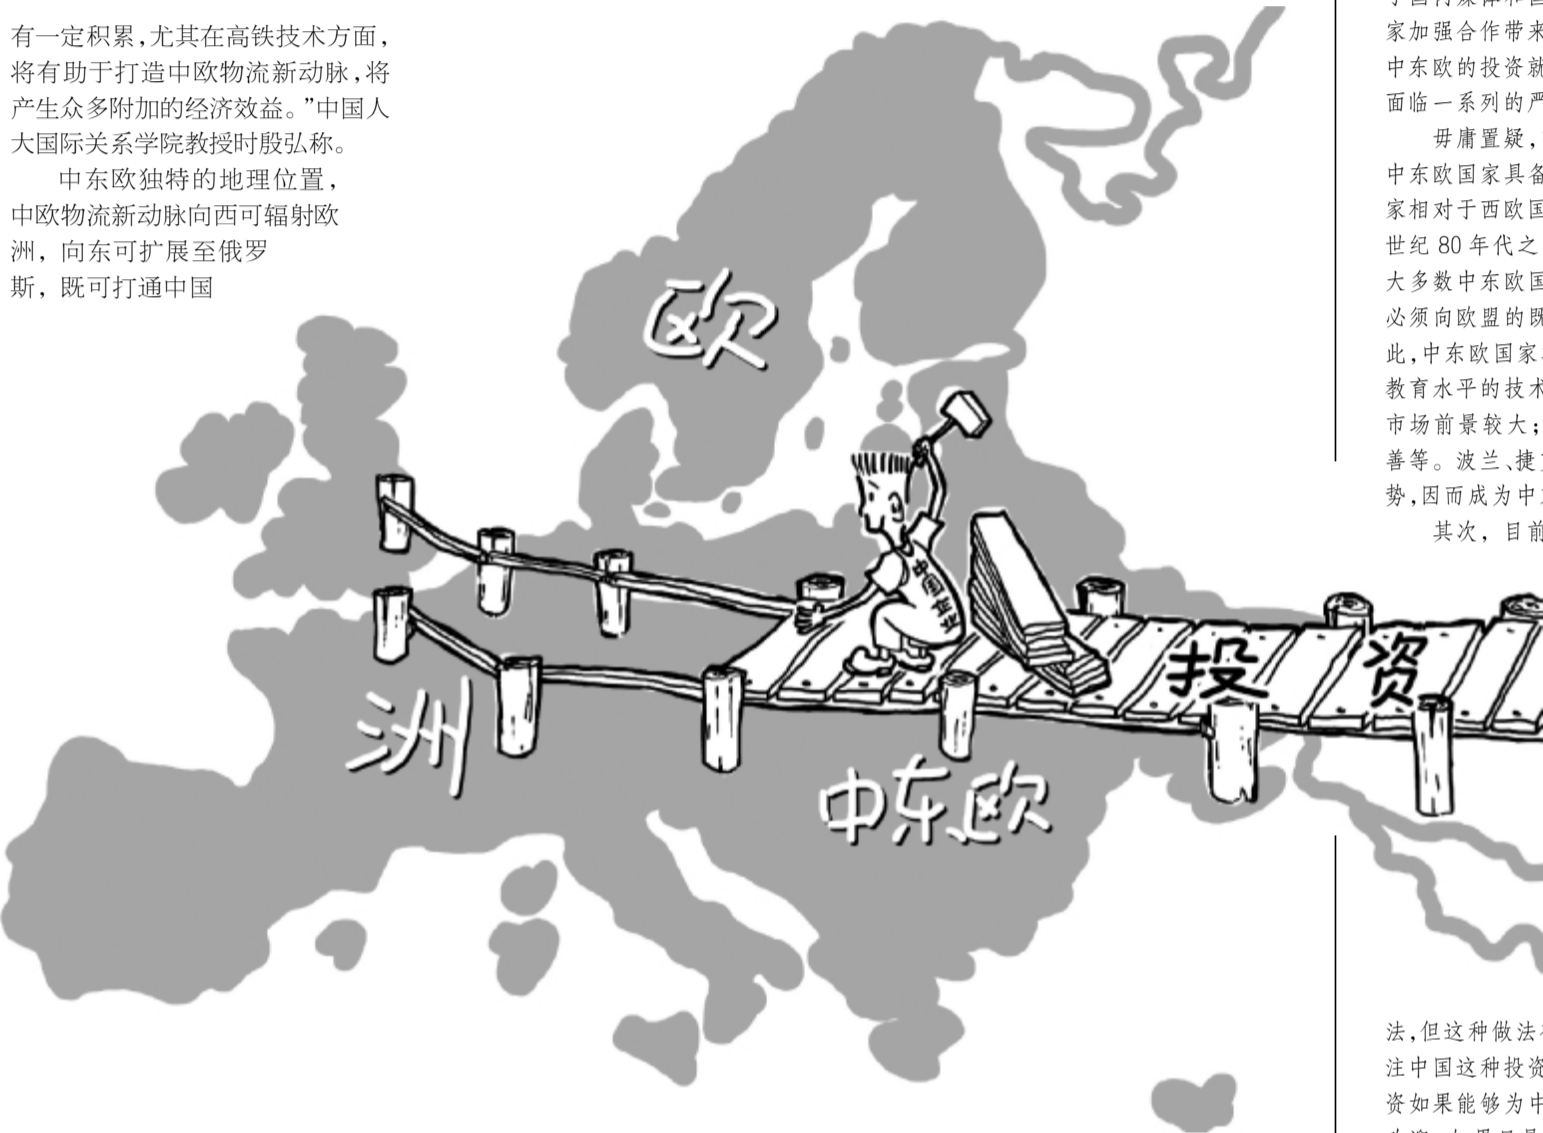 有一定积累,尤其在高铁技术方面,
将有助于打造中欧物流新动脉,将
产生众多附加的经济效益。”中国人
大国际关系学院教授时殷弘称。
中东欧独特的地理位置,
中欧物流新动脉向西可辐射欧
洲, 向东可扩展至俄罗
斯, 既可打通中国
欧
洲
中东欧
投资
家加强合作带来
中东欧的投资就
面临一系列的严
毋庸置疑,
中东欧国家具备
家相对于西欧国
世纪 80 年代之
大多数中东欧国
必须向欧盟的既
此,中东欧国家
教育水平的技术
市场前景较大;
善等。波兰、捷
势,因而成为中
其次, 目前
法,但这种做法
注中国这种投资
资如果能够为中